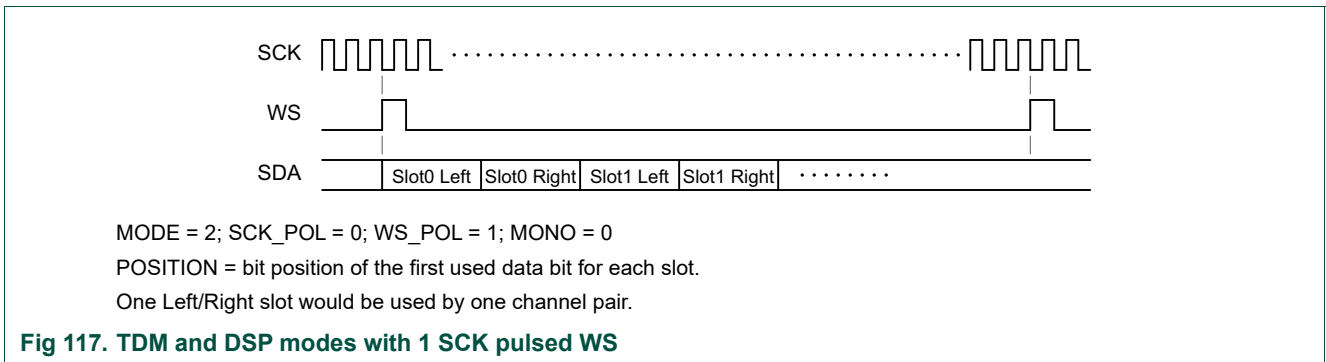 SCK
WS
SDA Slot0 Left Slot0 Right Slot1 Left Slot1 Right
MODE = 2; SCK_POL = 0; WS_POL = 1; MONO = 0
POSITION = bit position of the first used data bit for each slot.
One Left/Right slot would be used by one channel pair.
Fig 117. TDM and DSP modes with 1 SCK pulsed WS